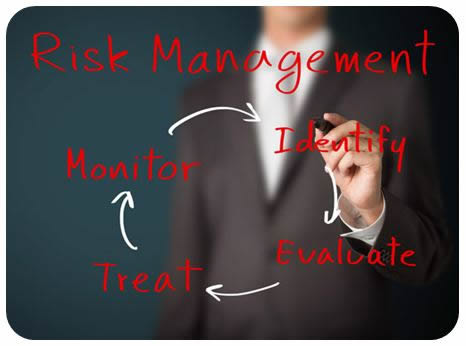 Risk Management
Identify
Monitor
Evaluate
Treat